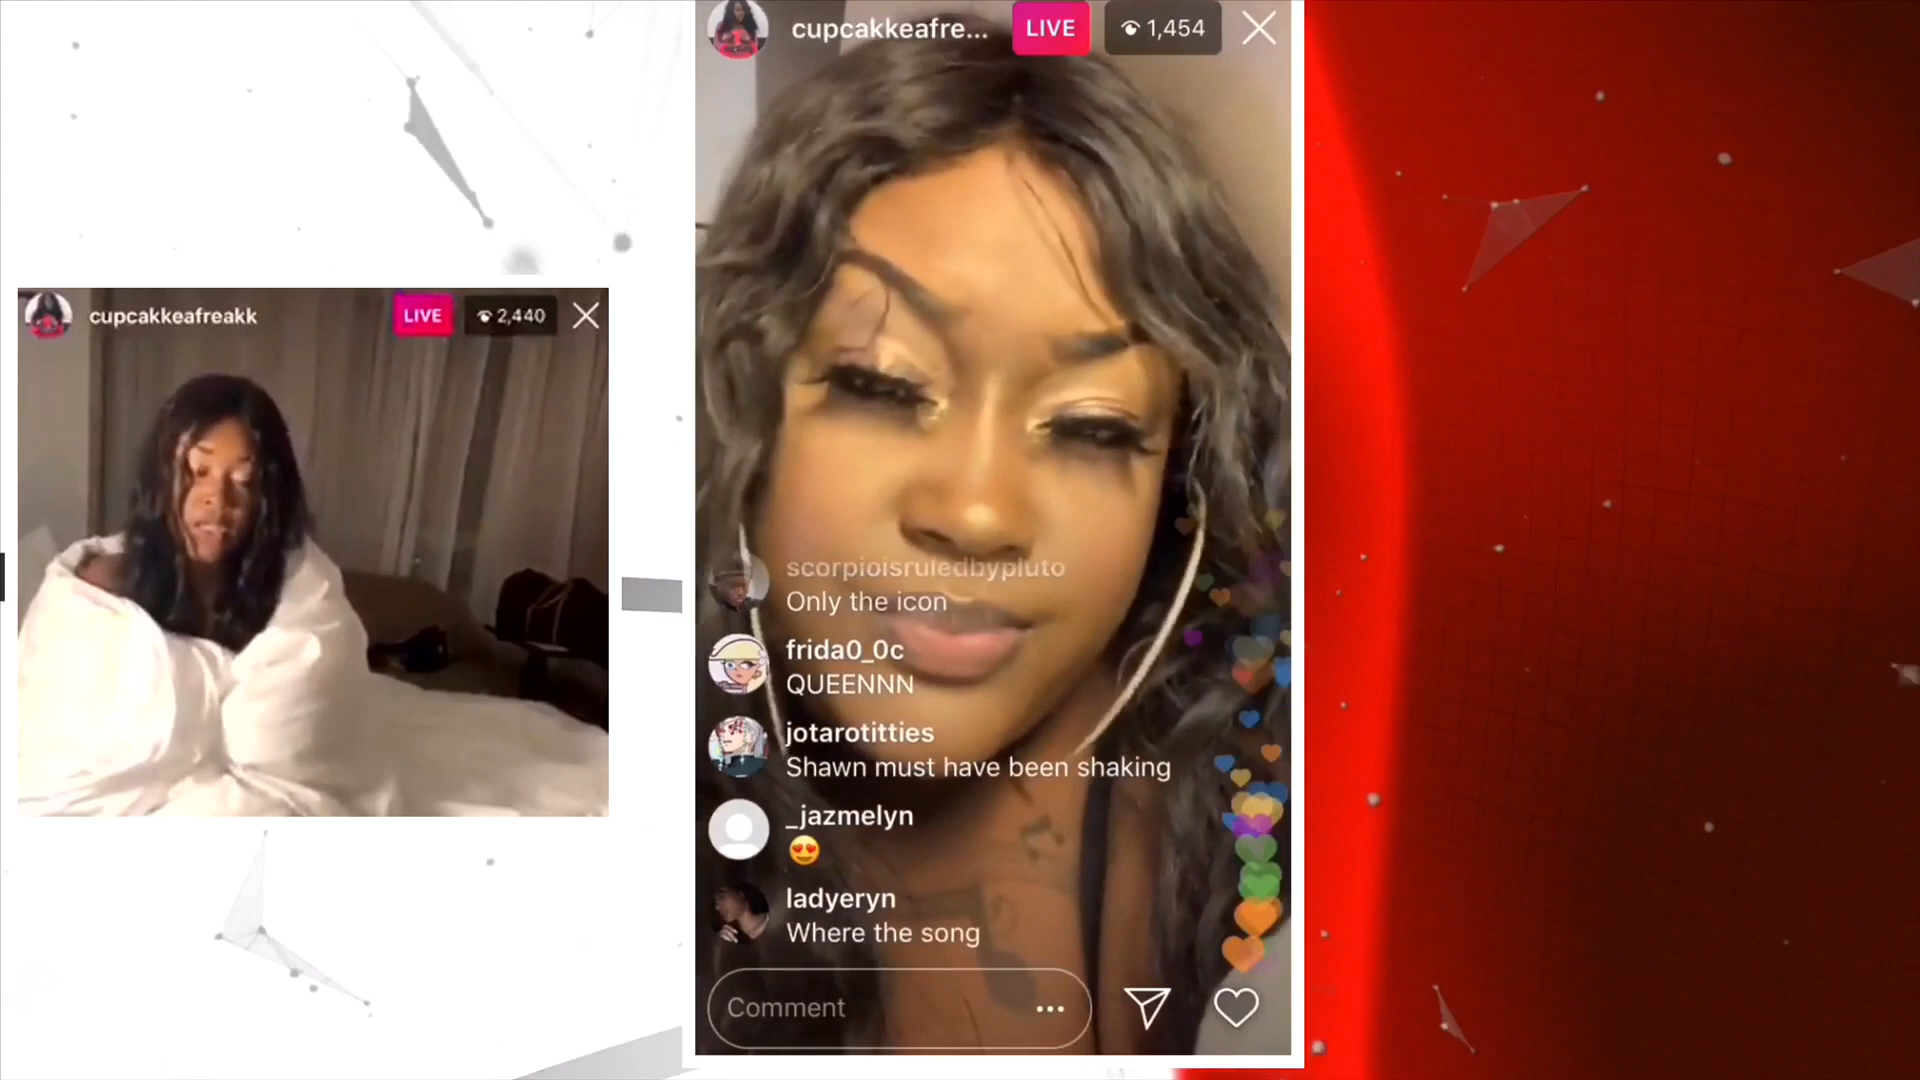 cupcakkeafreakk
LIVE
2,440
cupcakkeafre...
LIVE
1,454
scorpioisruledbypluto
Only the icon
frida0_0c
QUEENNN
jotarotitties
Shawn must have been shaking
_jazmelyn
😍
ladyeryn
Where the song
Comment